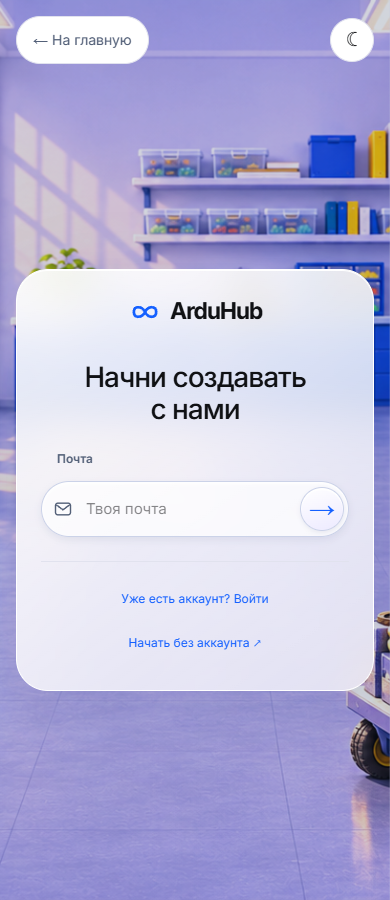 ← На главную
ArduHub
Начни создавать
с нами
Почта
Твоя почта
Уже есть аккаунт? Войти
Начать без аккаунта ↗